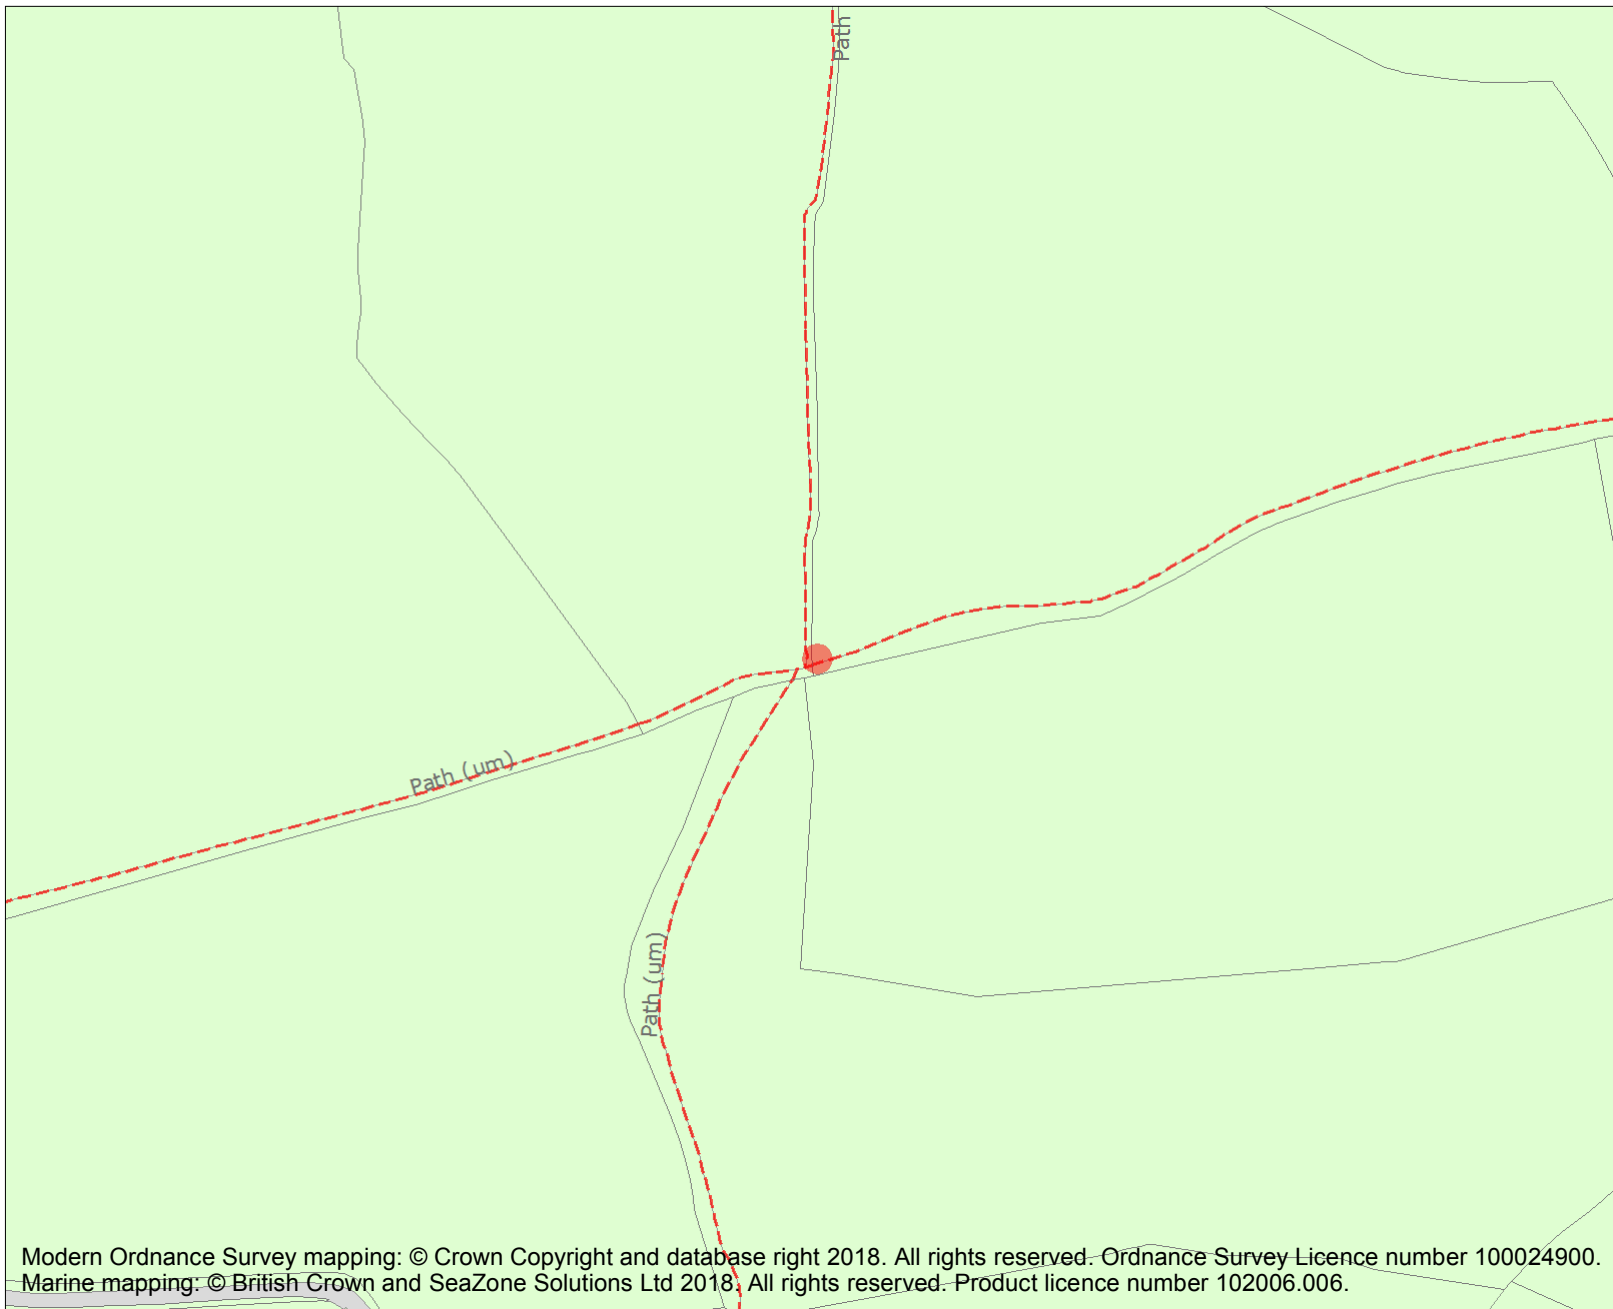 Path
Path (um)
Path (um)
Modern Ordnance Survey mapping: © Crown Copyright and database right 2018. All rights reserved. Ordnance Survey Licence number 100024900.
Marine mapping: © British Crown and SeaZone Solutions Ltd 2018. All rights reserved. Product licence number 102006.006.